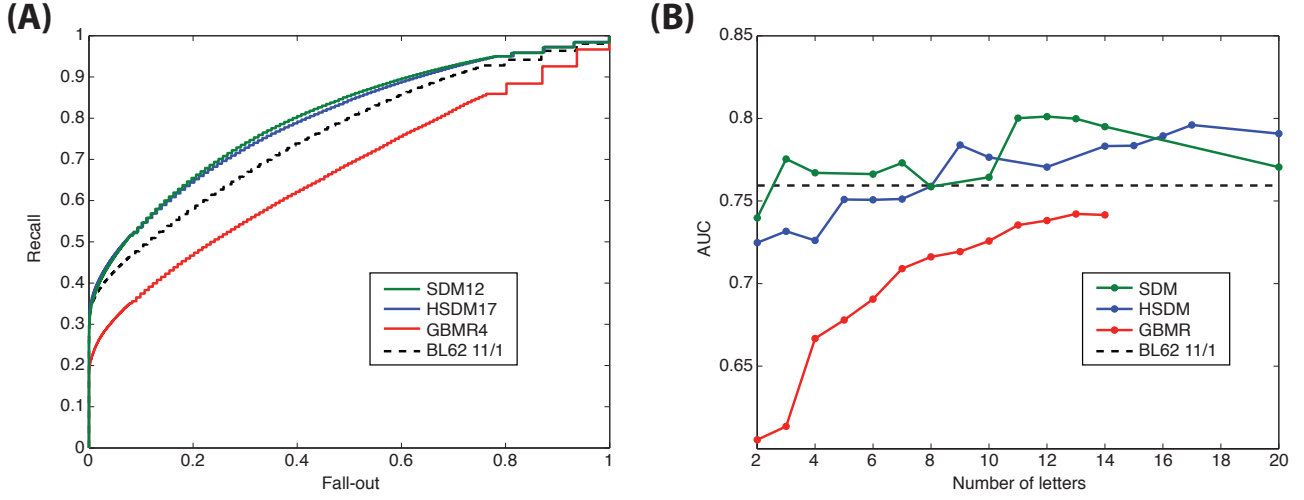 (A)
1
0.9
0.8
0.7
0.6
0.5
0.4
0.3
0.2
0.1
0
Recall
0 0.2 0.4 0.6 0.8 1
Fall-out
SDM12
HSDM17
GBMR4
BL62 11/1
(B)
0.85
0.8
0.75
0.7
0.65
AUC
2 4 6 8 10 12 14 16 18 20
Number of letters
SDM
HSDM
GBMR
BL62 11/1